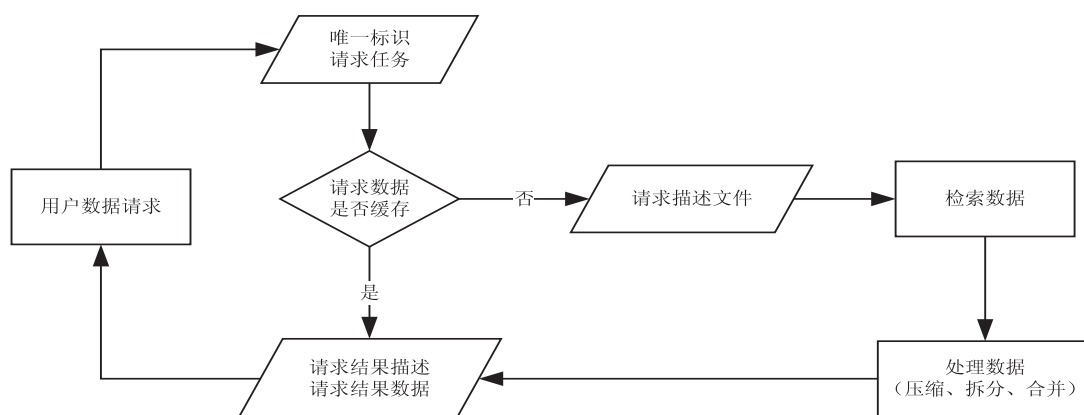 唯一标识
请求任务
用户数据请求
请求数据
是否缓存
否
请求描述文件
检索数据
是
请求结果描述
请求结果数据
处理数据
（压缩、拆分、合并）